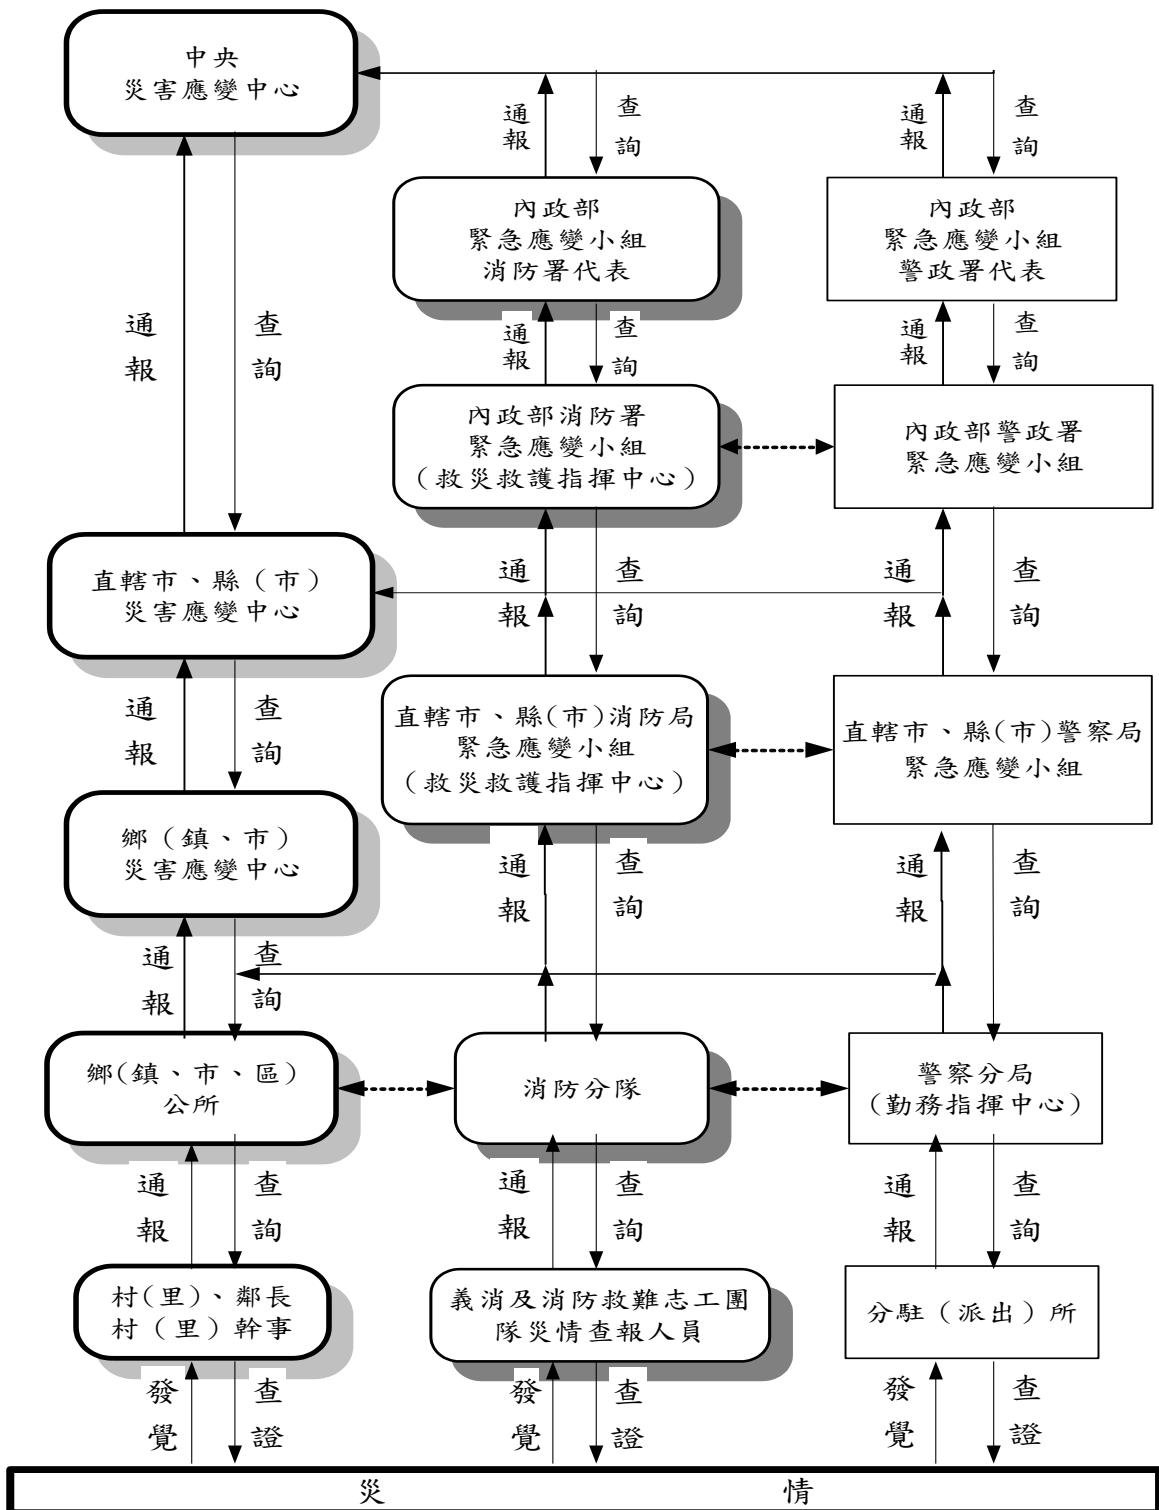 中央
災害應變中心
通報
查詢
通報
查詢
內政部
緊急應變小組
消防署代表
內政部
緊急應變小組
警政署代表
通報
查詢
通報
查詢
通報
查詢
內政部消防署
緊急應變小組
（救災救護指揮中心）
內政部警政署
緊急應變小組
直轄市、縣（市）
災害應變中心
通報
查詢
通報
查詢
通報
查詢
直轄市、縣(市)消防局
緊急應變小組
（救災救護指揮中心）
直轄市、縣(市)警察局
緊急應變小組
鄉（鎮、市）
災害應變中心
通報
查詢
通報
查詢
通報
查詢
鄉(鎮、市、區)
公所
消防分隊
警察分局
(勤務指揮中心)
通報
查詢
通報
查詢
通報
查詢
村(里)、鄰長
村（里）幹事
義消及消防救難志工團
隊災情查報人員
分駐（派出）所
發覺
查證
發覺
查證
發覺
查證
災情